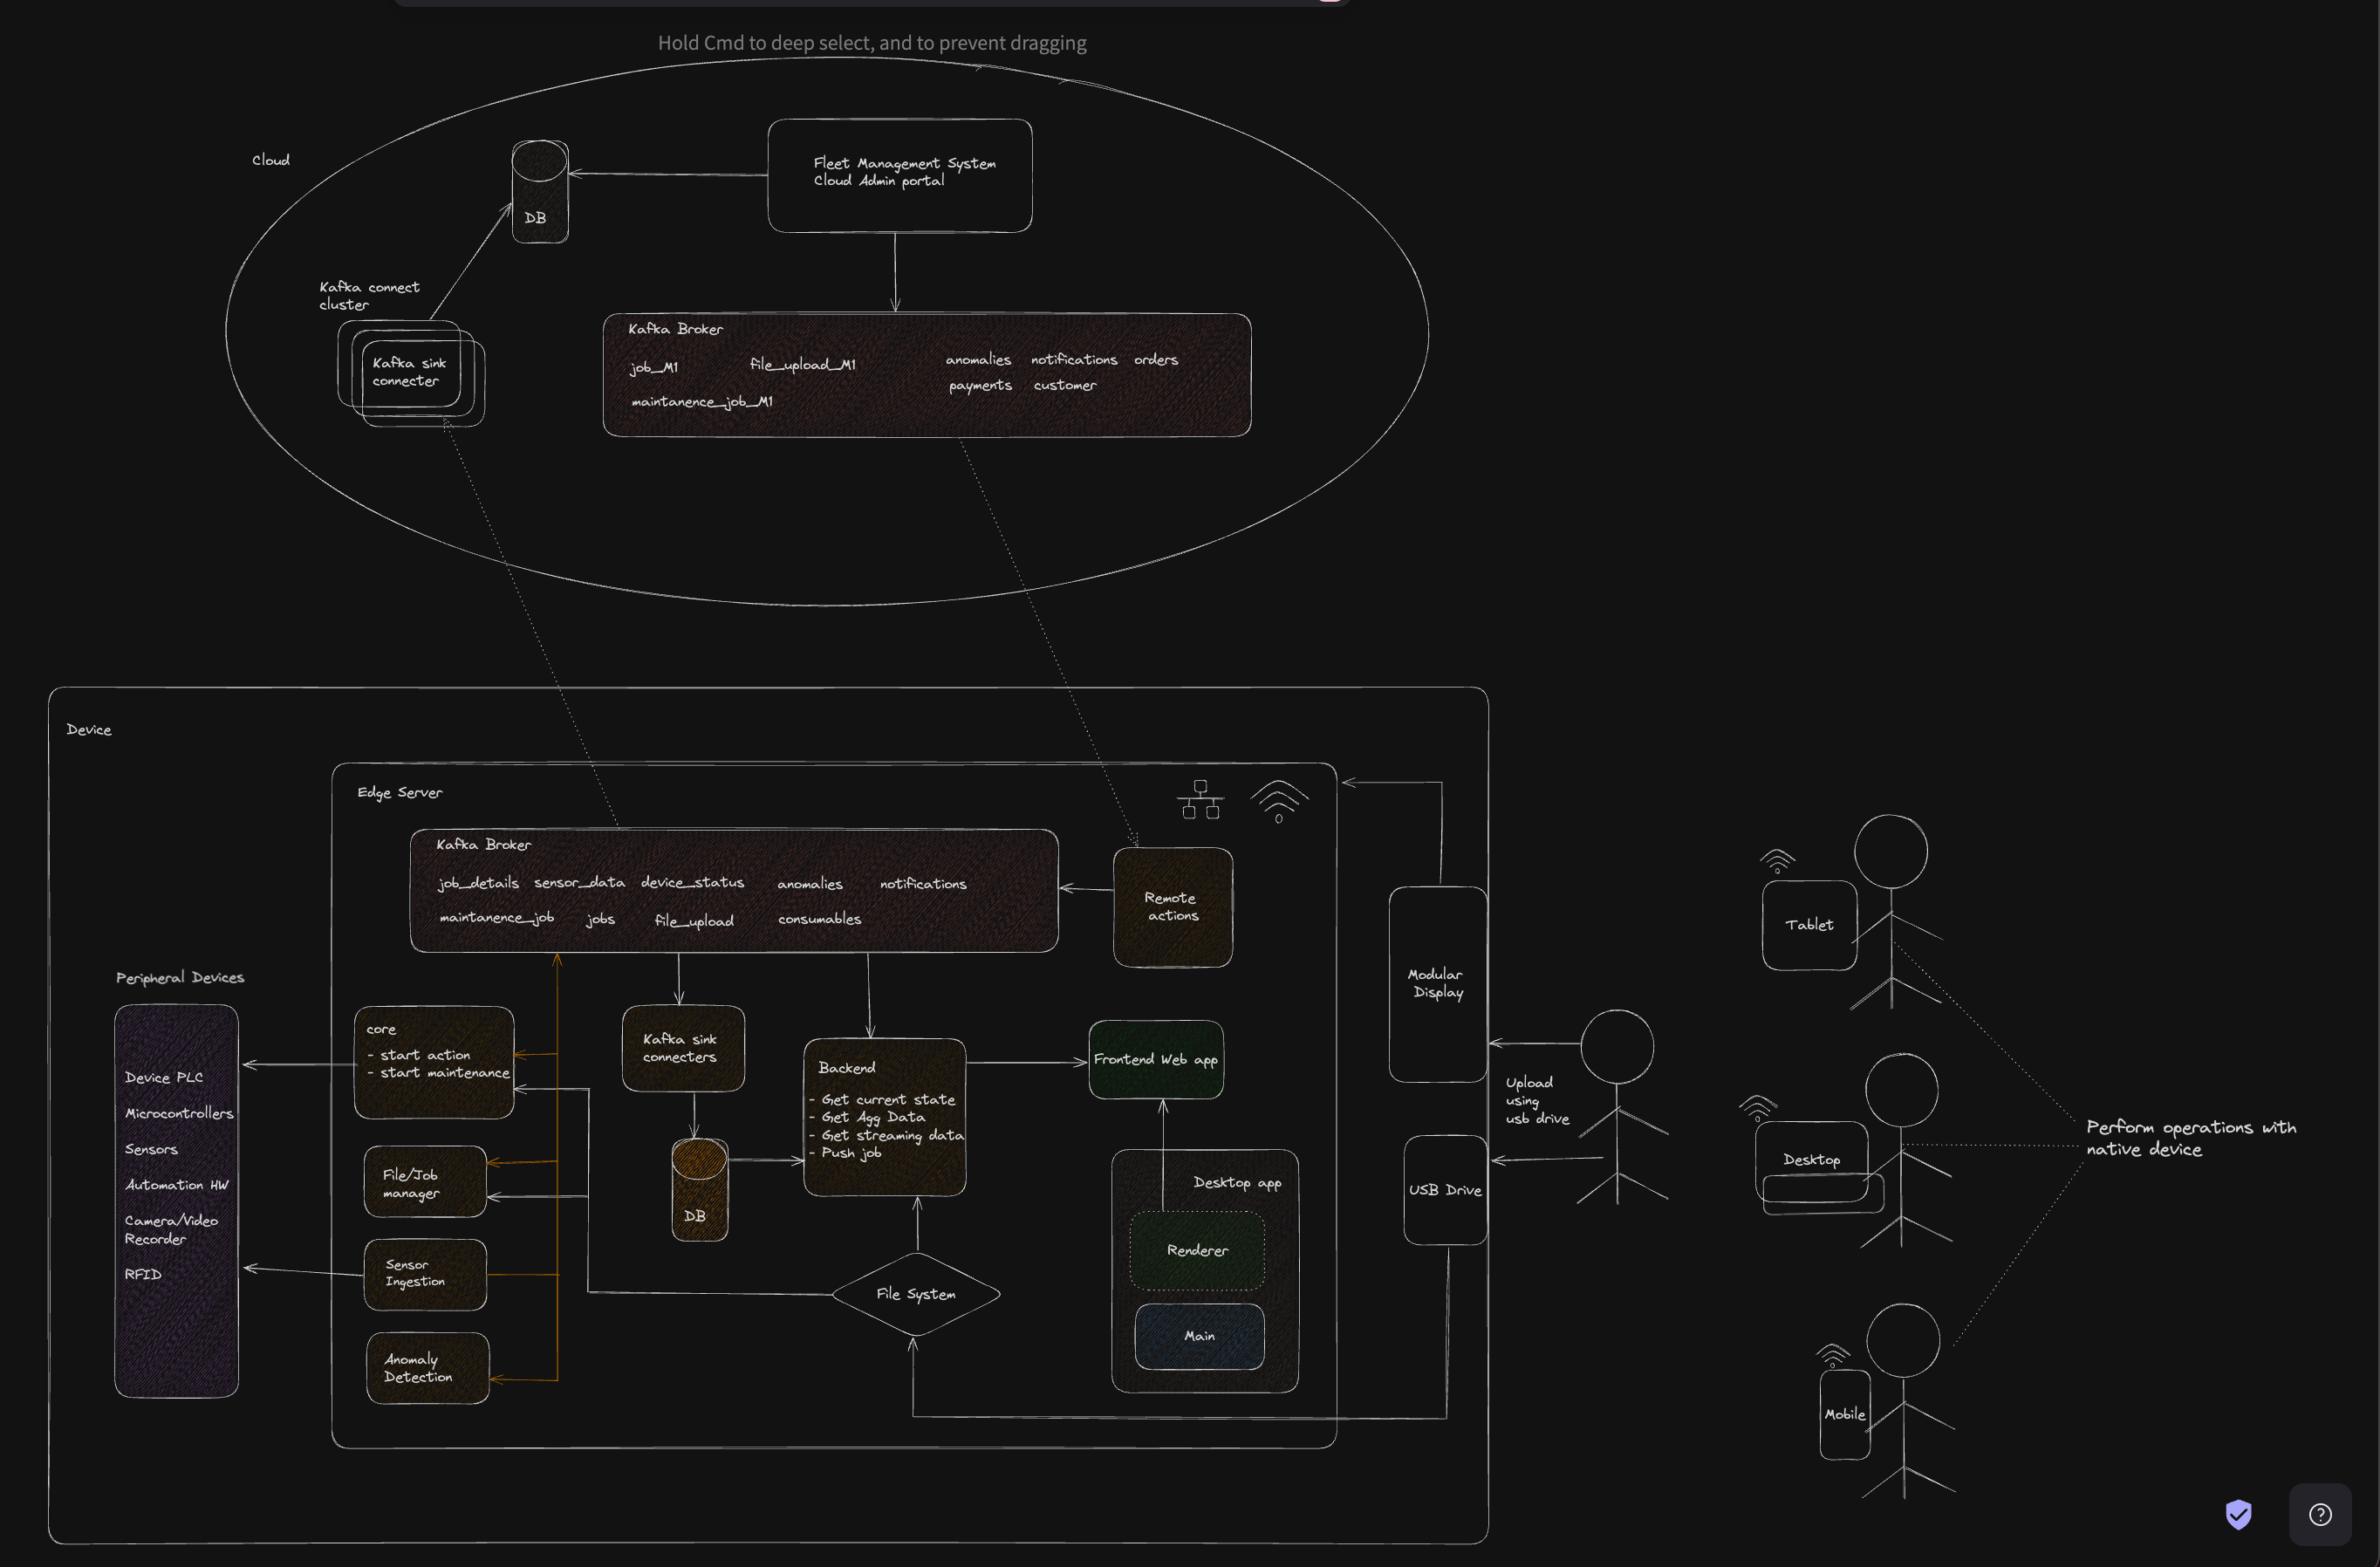 Hold Cmd to deep select, and to prevent dragging
Cloud
DB
Fleet Management System
Cloud Admin portal
Kafka connect
cluster
Kafka sink
connecter
Kafka Broker
job_M1
file_upload_M1
anomalies
notifications
orders
payments
customer
maintanence_job_M1
Device
Edge Server
Kafka Broker
job_details
sensor_data
device_status
anomalies
notifications
maintanence_job
jobs
file_upload
consumables
Remote
actions
Peripheral Devices
Device PLC
Microcontrollers
Sensors
Automation HW
Camera/Video
Recorder
RFID
core
- start action
- start maintenance
File/Job
manager
Sensor
Ingestion
Anomaly
Detection
Kafka sink
connecters
DB
Backend
- Get current state
- Get Agg Data
- Get streaming data
- Push job
File System
Frontend Web app
Desktop app
Renderer
Main
Modular
Display
USB Drive
Upload
using
usb drive
Tablet
Desktop
Mobile
Perform operations with
native device